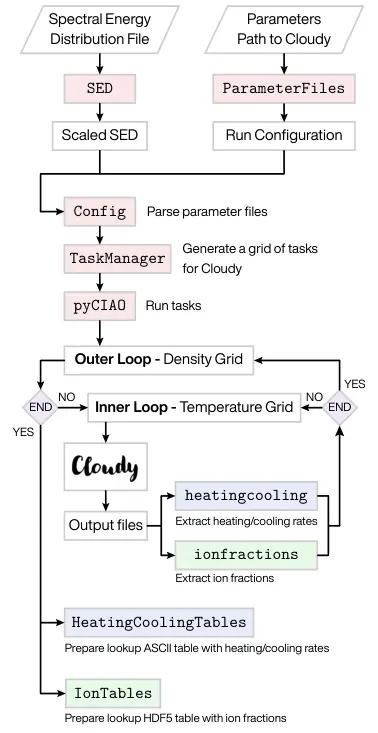 Spectral Energy
Distribution File
Parameters
Path to Cloudy
SED
ParameterFiles
Scaled SED
Run Configuration
Config
Parse parameter files
TaskManager
Generate a grid of tasks
for Cloudy
pyCIAO
Run tasks
Outer Loop - Density Grid
YES
END
NO
Inner Loop - Temperature Grid
NO
END
YES
Cloudy
Output files
heatingcooling
Extract heating/cooling rates
ionfractions
Extract ion fractions
HeatingCoolingTables
Prepare lookup ASCII table with heating/cooling rates
IonTables
Prepare lookup HDF5 table with ion fractions